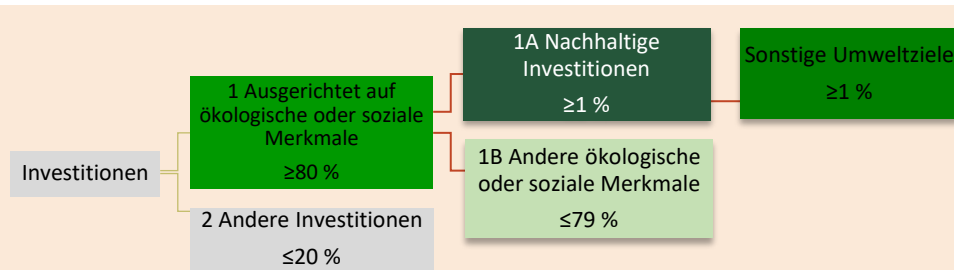 Investitionen
1 Ausgerichtet auf
ökologische oder soziale
Merkmale
≥80 %
2 Andere Investitionen
≤20 %
1A Nachhaltige
Investitionen
≥1 %
1B Andere ökologische
oder soziale Merkmale
≤79 %
Sonstige Umweltziele
≥1 %